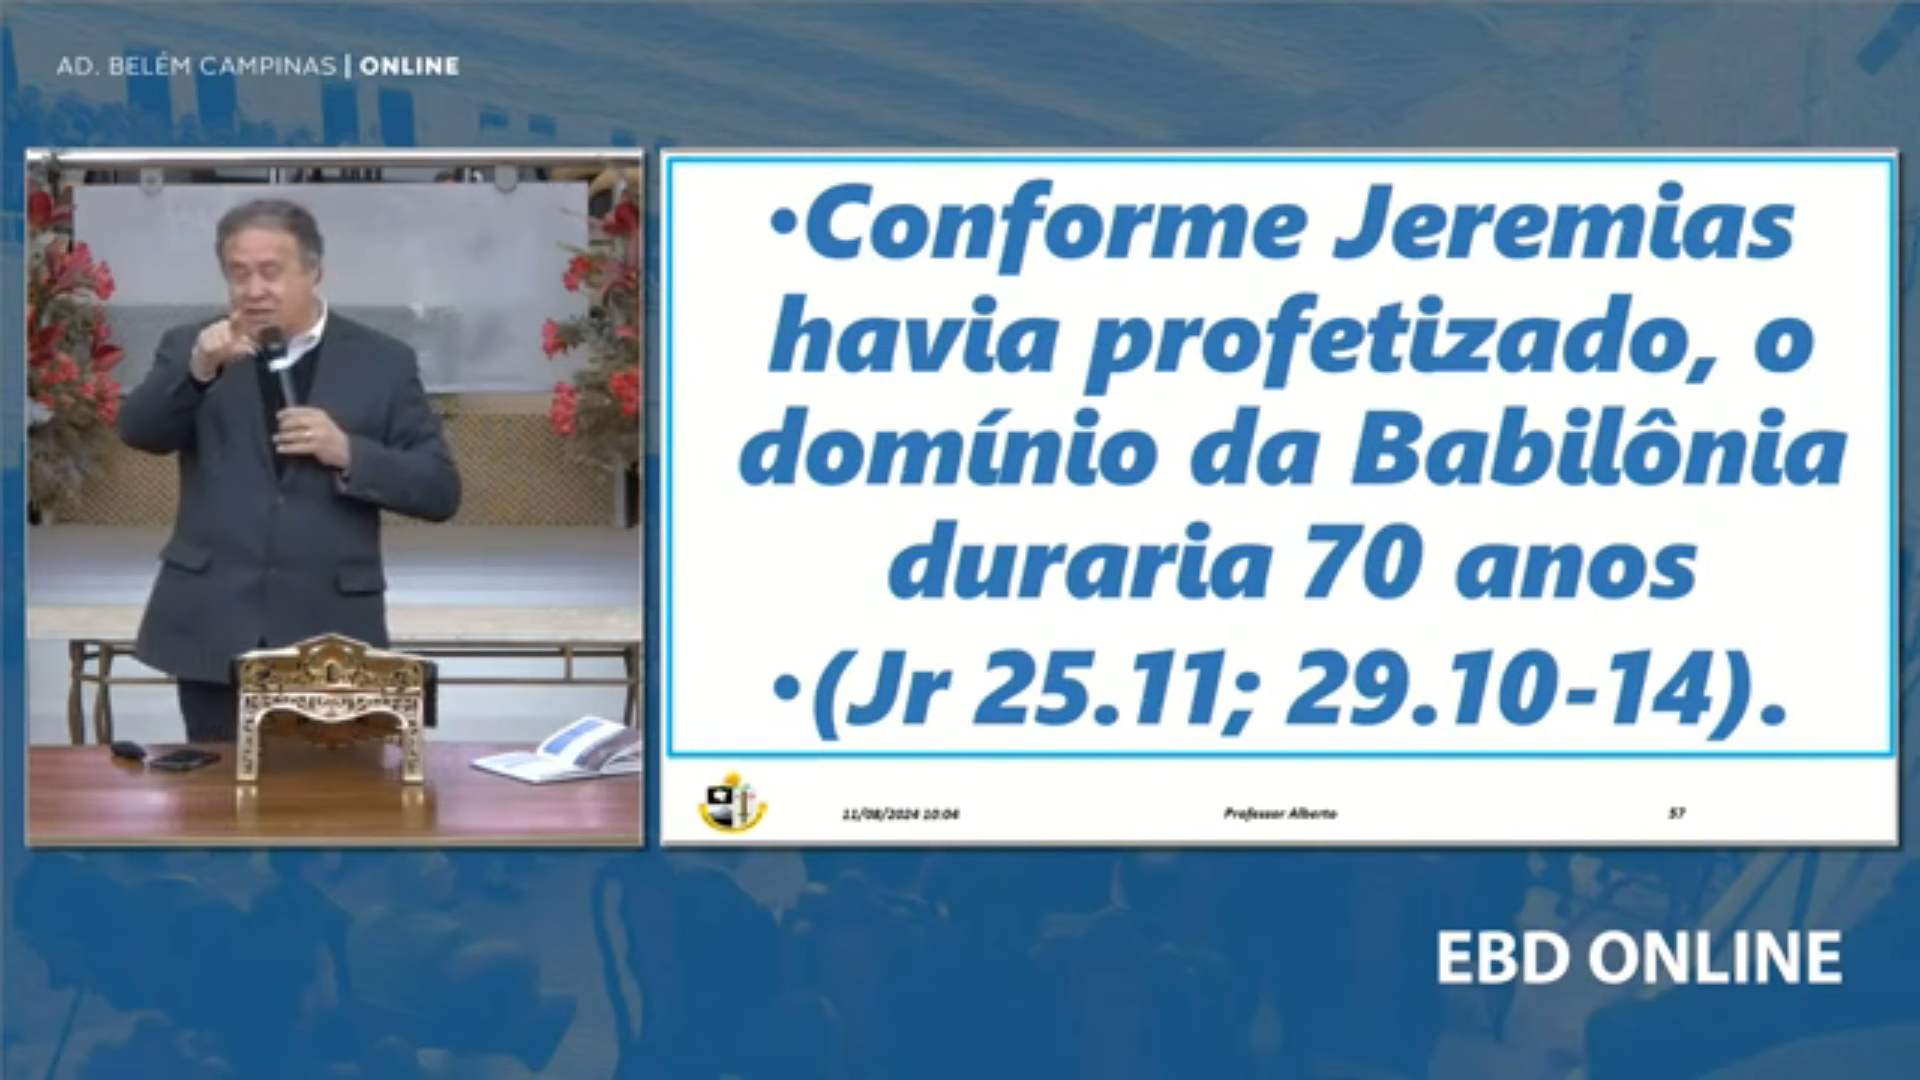 AD. BELÉM CAMPINAS | ONLINE
•Conforme Jeremias
havia profetizado, o
domínio da Babilônia
duraria 70 anos
•(Jr 25.11; 29.10-14).
11/08/2024 10:04
Professor Alberto
57
EBD ONLINE